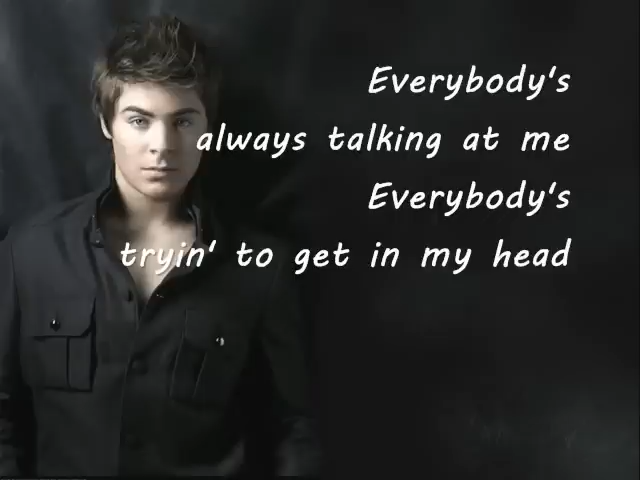 Everybody's
always talking at me
Everybody's
tryin' to get in my head